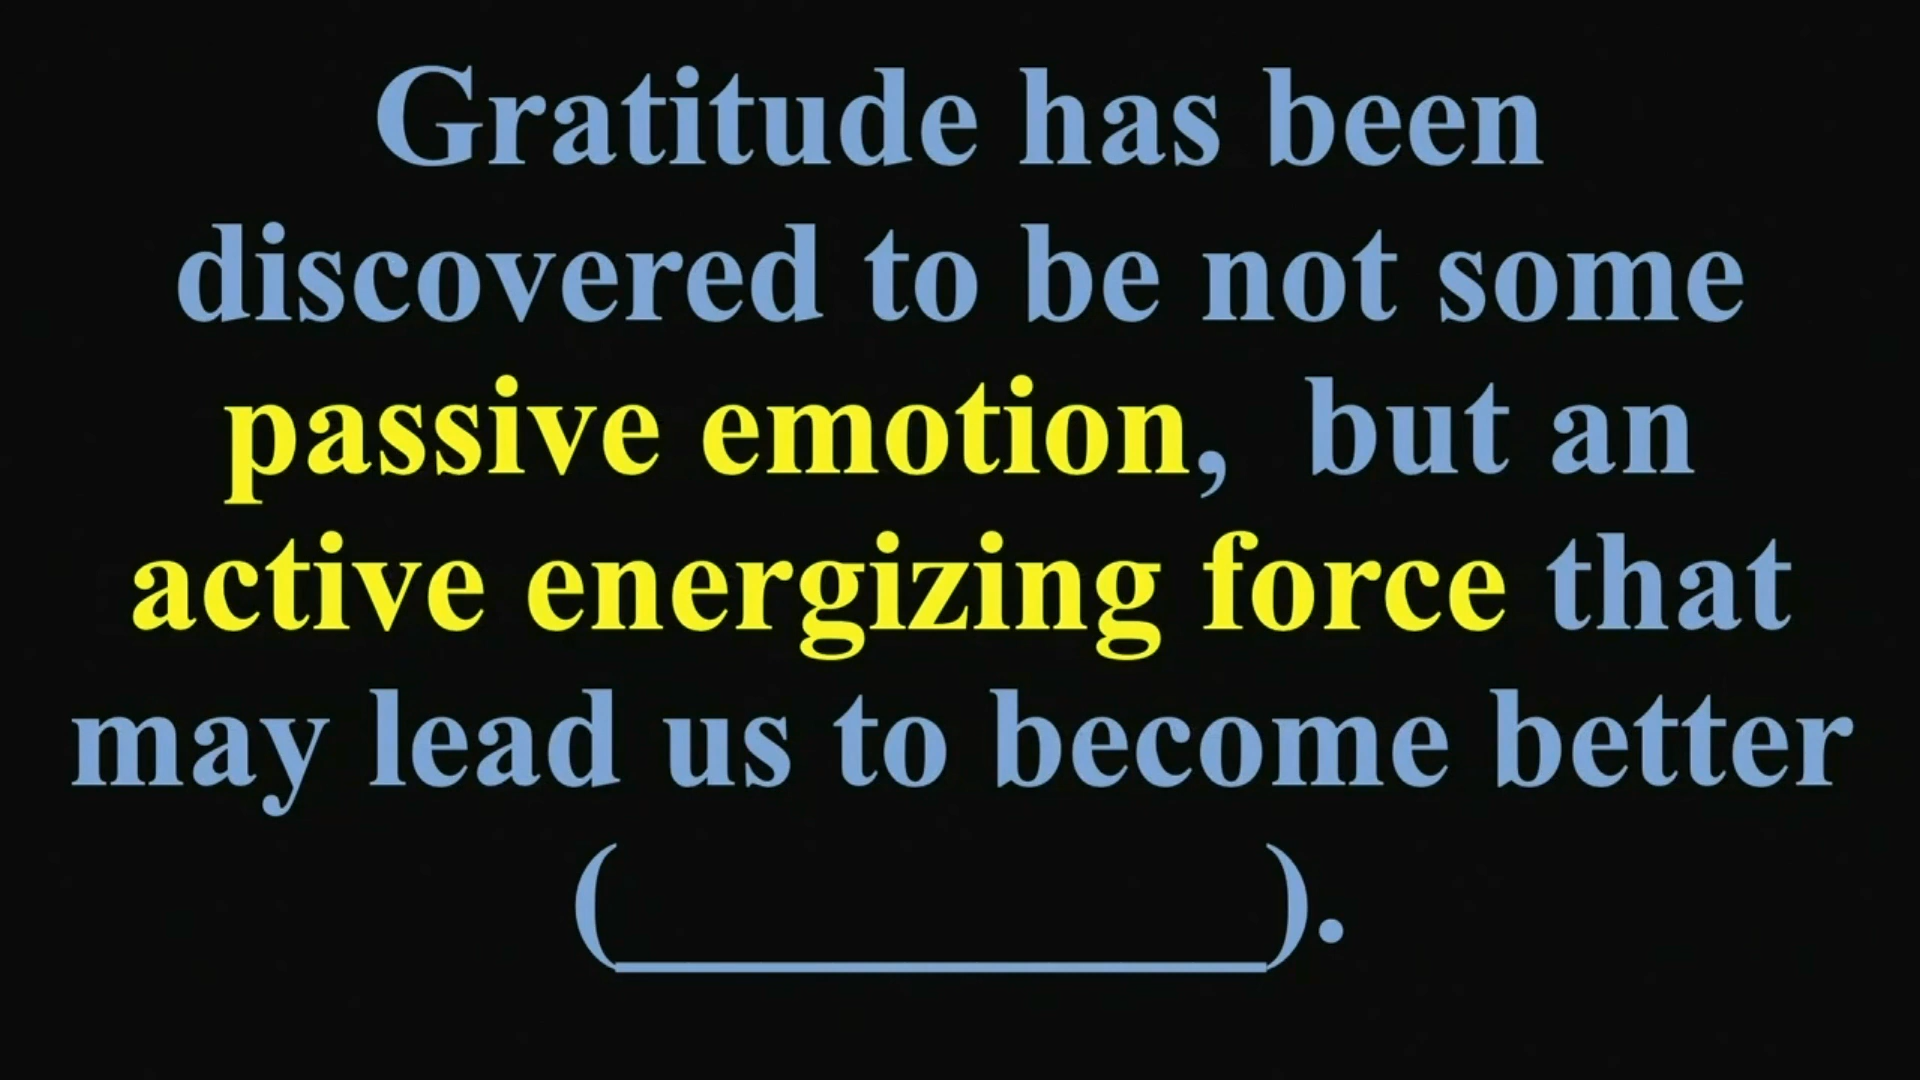 Gratitude has been
discovered to be not some
passive emotion,  but an
active energizing force that
may lead us to become better
(____________).